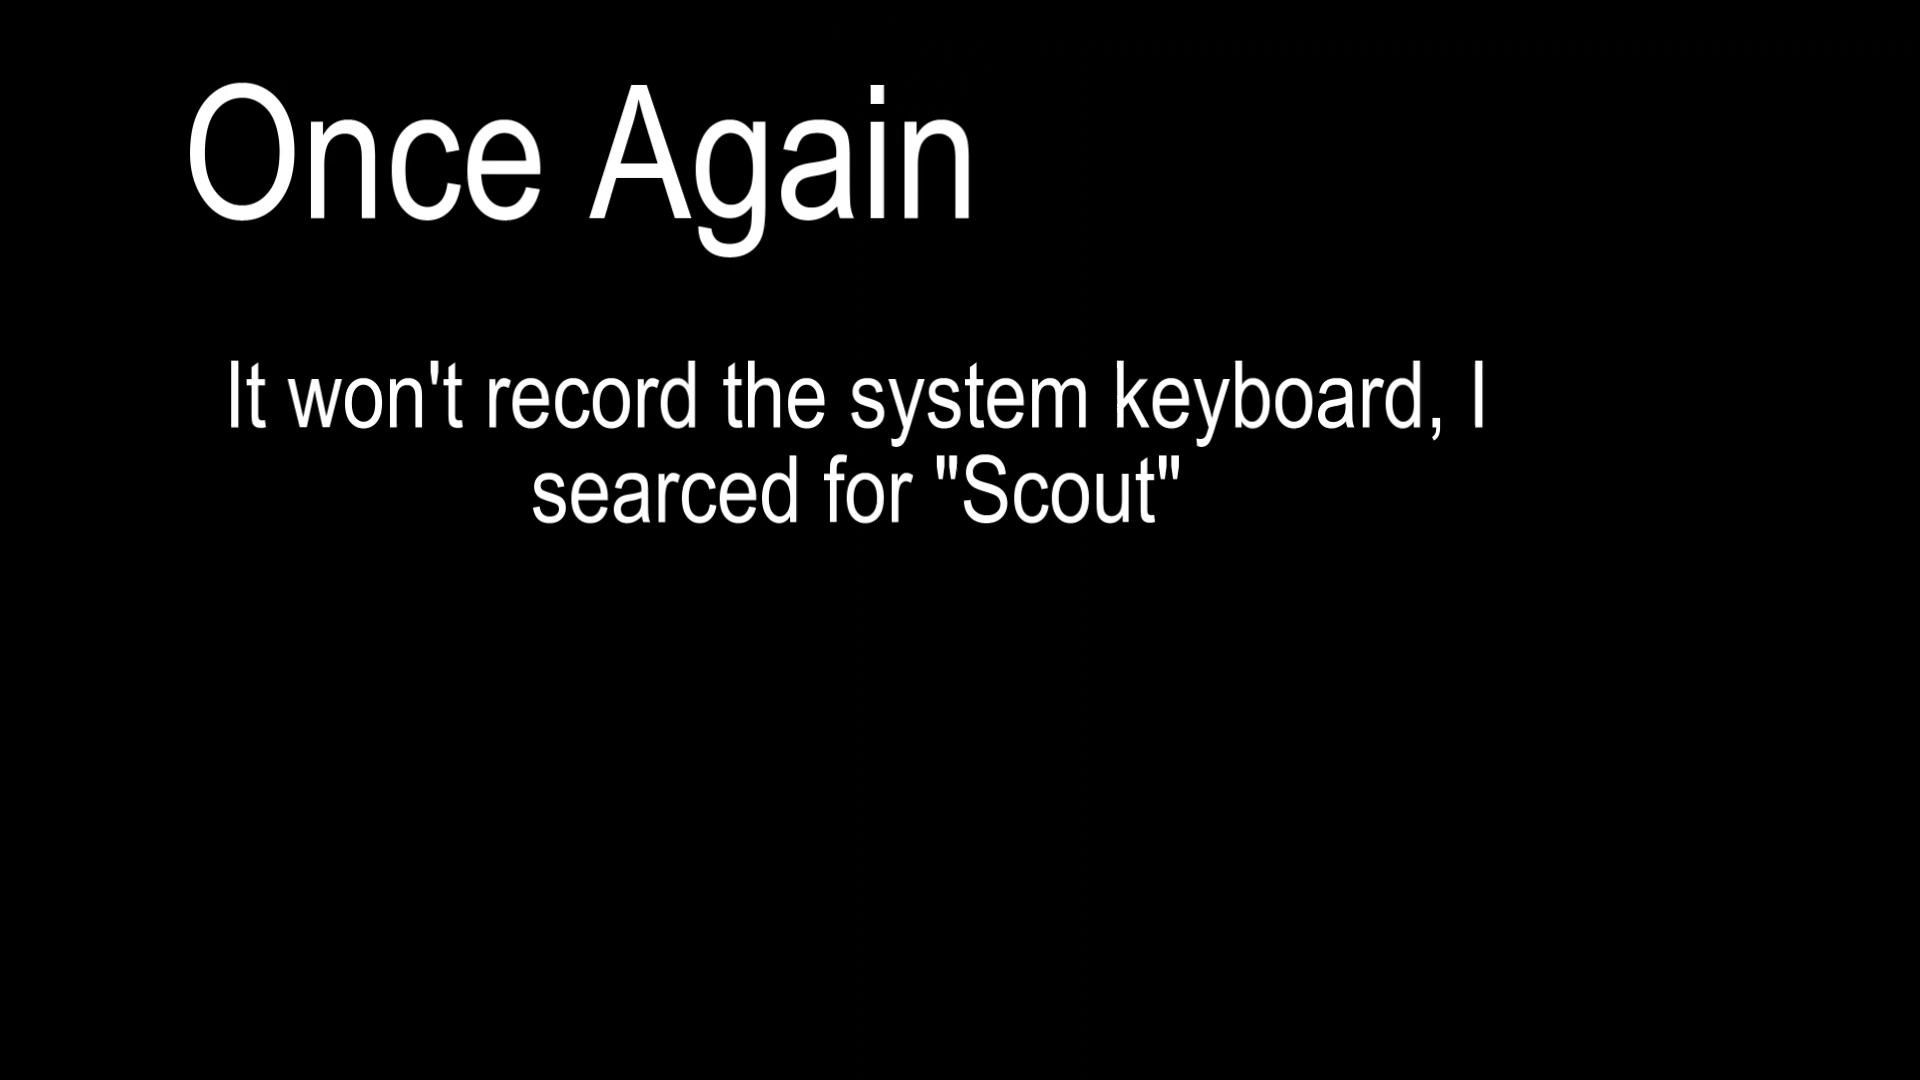 Once Again
It won't record the system keyboard, I
searced for "Scout"